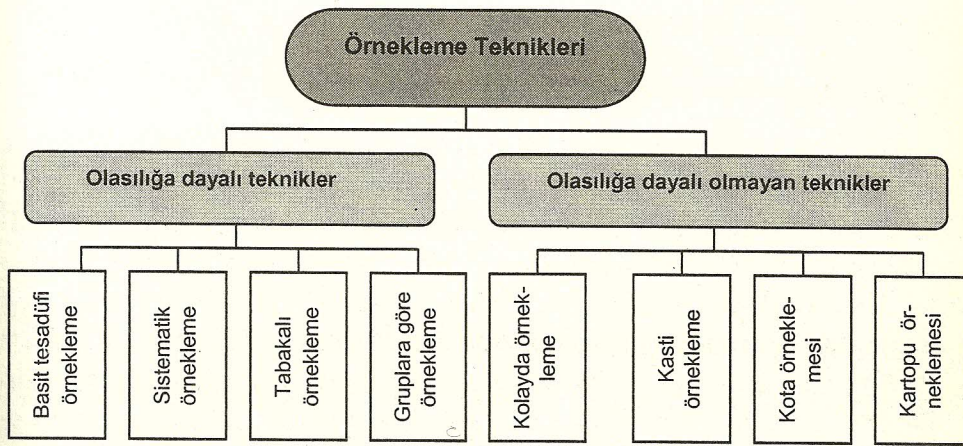 Örnekleme Teknikleri
Olasılığa dayalı teknikler
Olasılığa dayalı olmayan teknikler
Basit tesadüfi
örnekleme
Sistematik
örnekleme
Tabakalı
örnekleme
Gruplara göre
örnekleme
Kolayda örnek-
leme
Kasti
örnekleme
Kota örnekle-
mesi
Kartopu ör-
neklemesi